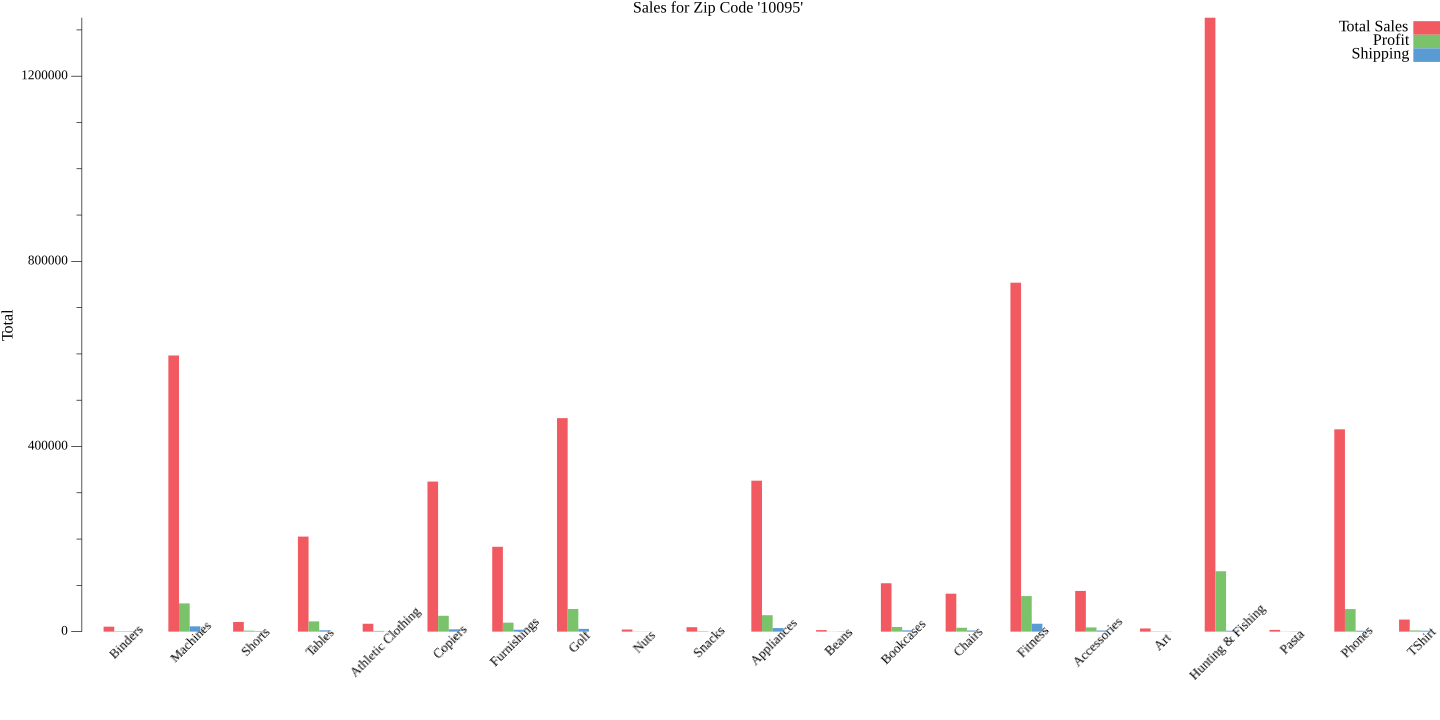 Sales for Zip Code '10095'
Total Sales
Profit
Shipping
1200000
800000
400000
0
Total
Binders
Machines
Shorts
Tables
Athletic Clothing
Copiers
Furnishings
Golf
Nuts
Snacks
Appliances
Beans
Bookcases
Chairs
Fitness
Accessories
Art
Hunting & Fishing
Pasta
Phones
TShirt